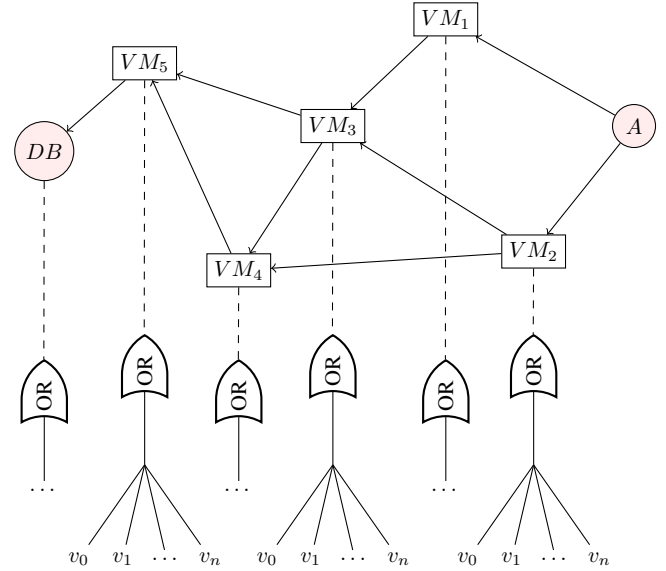 VM₁
VM₅
VM₃
A
DB
VM₂
VM₄
OR OR OR OR OR OR
... ... ...
v₀ v₁ ... vₙ v₀ v₁ ... vₙ v₀ v₁ ... vₙ